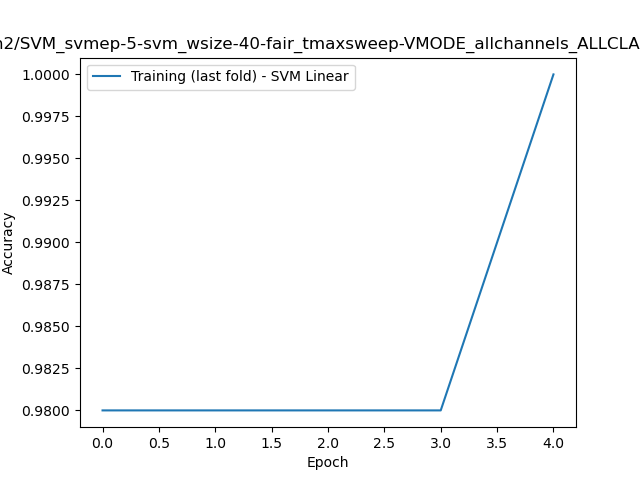 n2/SVM_svmep-5-svm_wsize-40-fair_tmaxsweep-VMODE_allchannels_ALLCLA
Training (last fold) - SVM Linear
1.0000
0.9975
0.9950
0.9925
0.9900
0.9875
0.9850
0.9825
0.9800
Accuracy
0.0 0.5 1.0 1.5 2.0 2.5 3.0 3.5 4.0
Epoch